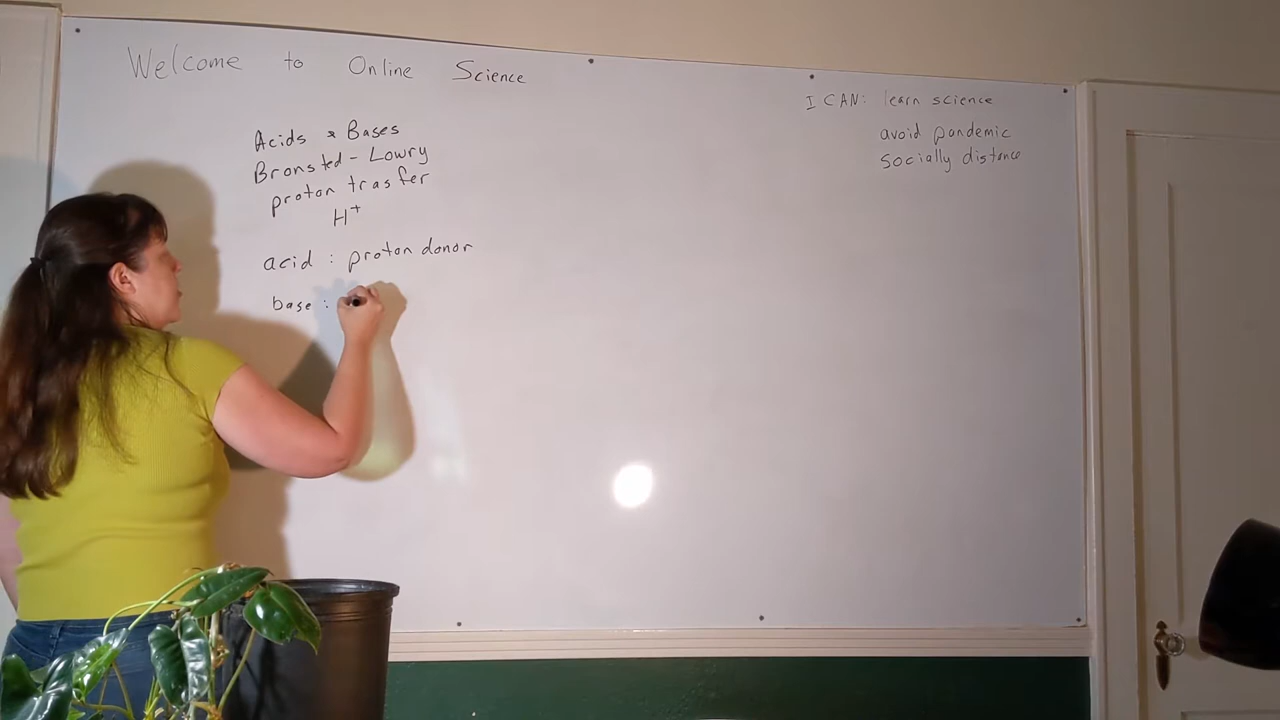 Welcome to Online Science
I CAN: learn science
avoid pandemic
socially distance
Acids & Bases
Bronsted - Lowry
proton trasfer
H+
acid : proton donor
base :